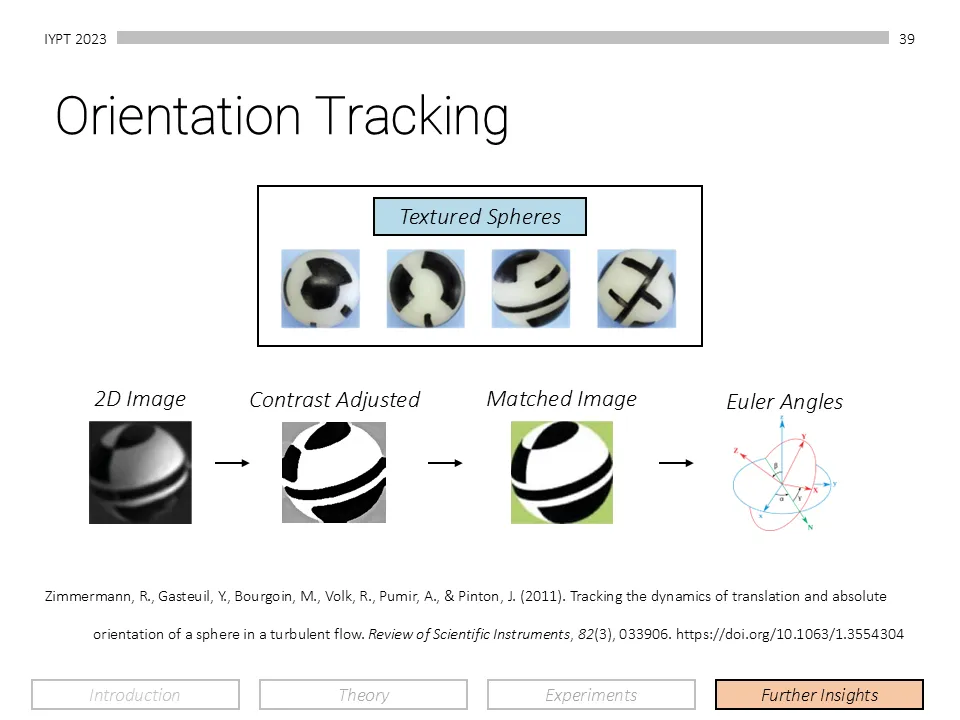 IYPT 2023
39
Orientation Tracking
Textured Spheres
2D Image
Contrast Adjusted
Matched Image
Euler Angles
z
Y
Z
β
y
X
α
γ
x
N
Zimmermann, R., Gasteuil, Y., Bourgoin, M., Volk, R., Pumir, A., & Pinton, J. (2011). Tracking the dynamics of translation and absolute
orientation of a sphere in a turbulent flow. Review of Scientific Instruments, 82(3), 033906. https://doi.org/10.1063/1.3554304
Introduction
Theory
Experiments
Further Insights